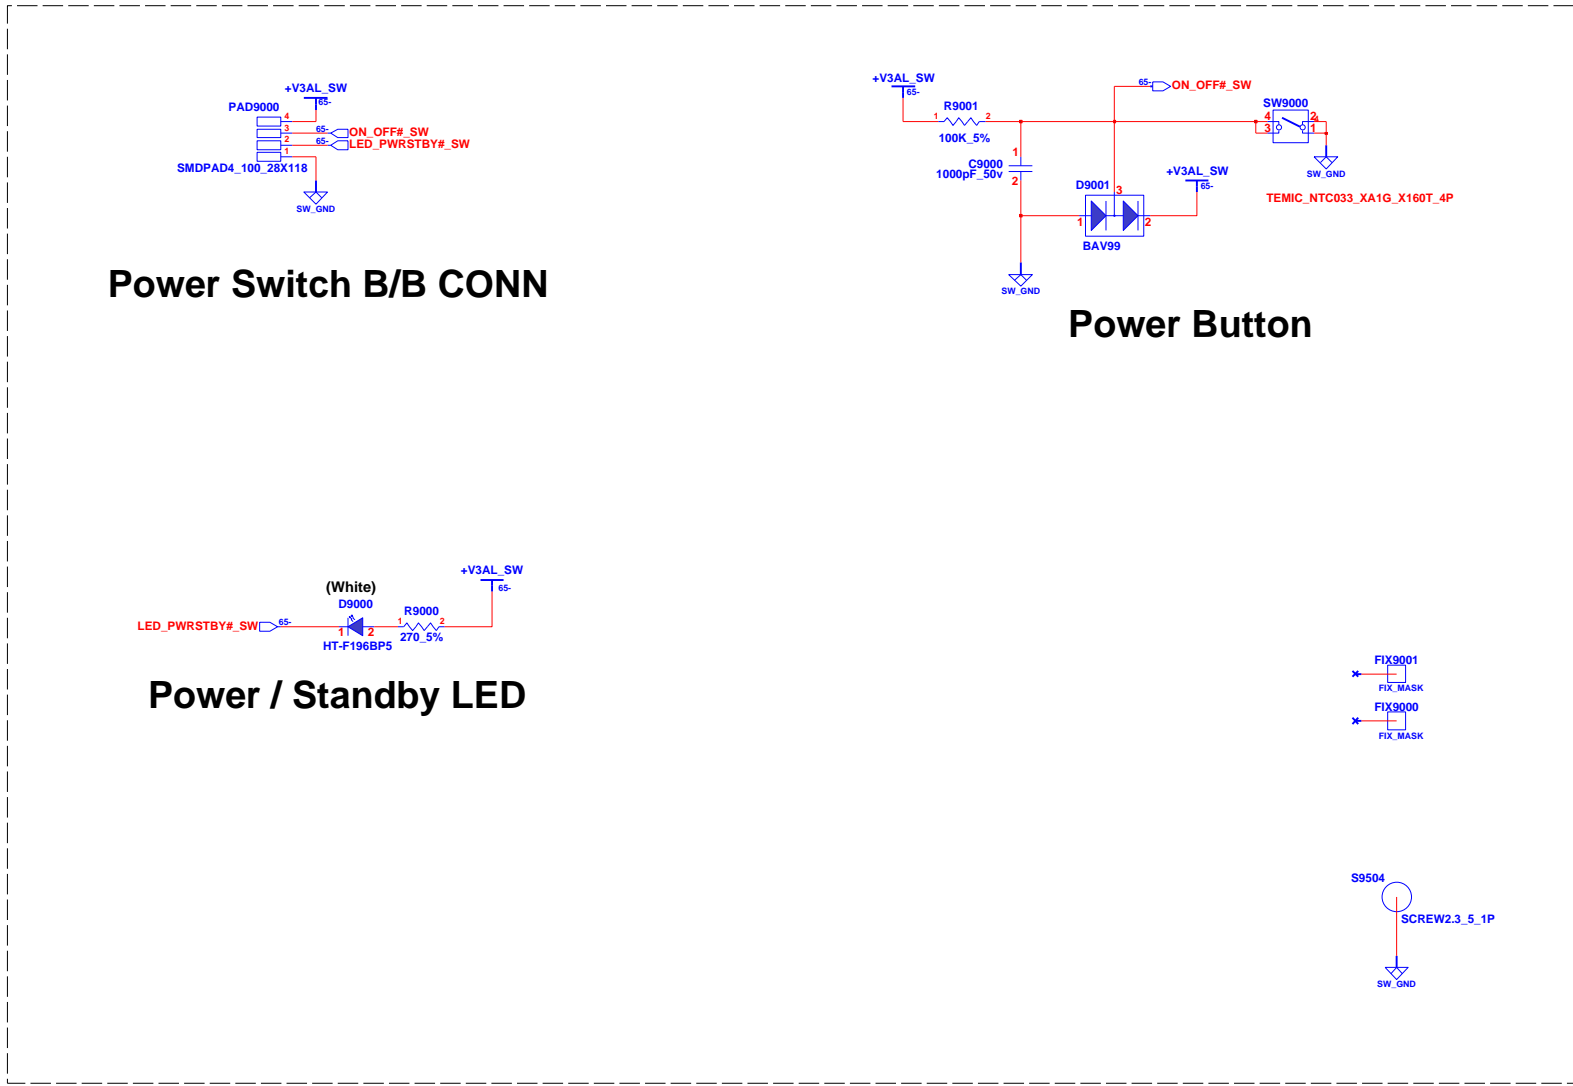 +V3AL_SW
65-
PAD9000
4
3
65-
ON_OFF#_SW
2
65-
LED_PWRSTBY#_SW
1
SMDPAD4_100_28X118
SW_GND
Power Switch B/B CONN
+V3AL_SW
65-
R9001
1
2
100K_5%
65-
ON_OFF#_SW
SW9000
4
2
3
1
SW_GND
TEMIC_NTC033_XA1G_X160T_4P
1
C9000
1000pF_50v
2
D9001
3
+V3AL_SW
65-
1
2
BAV99
SW_GND
Power Button
(White)
+V3AL_SW
65-
D9000
R9000
LED_PWRSTBY#_SW
65-
1
2
1
2
HT-F196BP5
270_5%
Power / Standby LED
FIX9001
FIX_MASK
FIX9000
FIX_MASK
S9504
SCREW2.3_5_1P
SW_GND